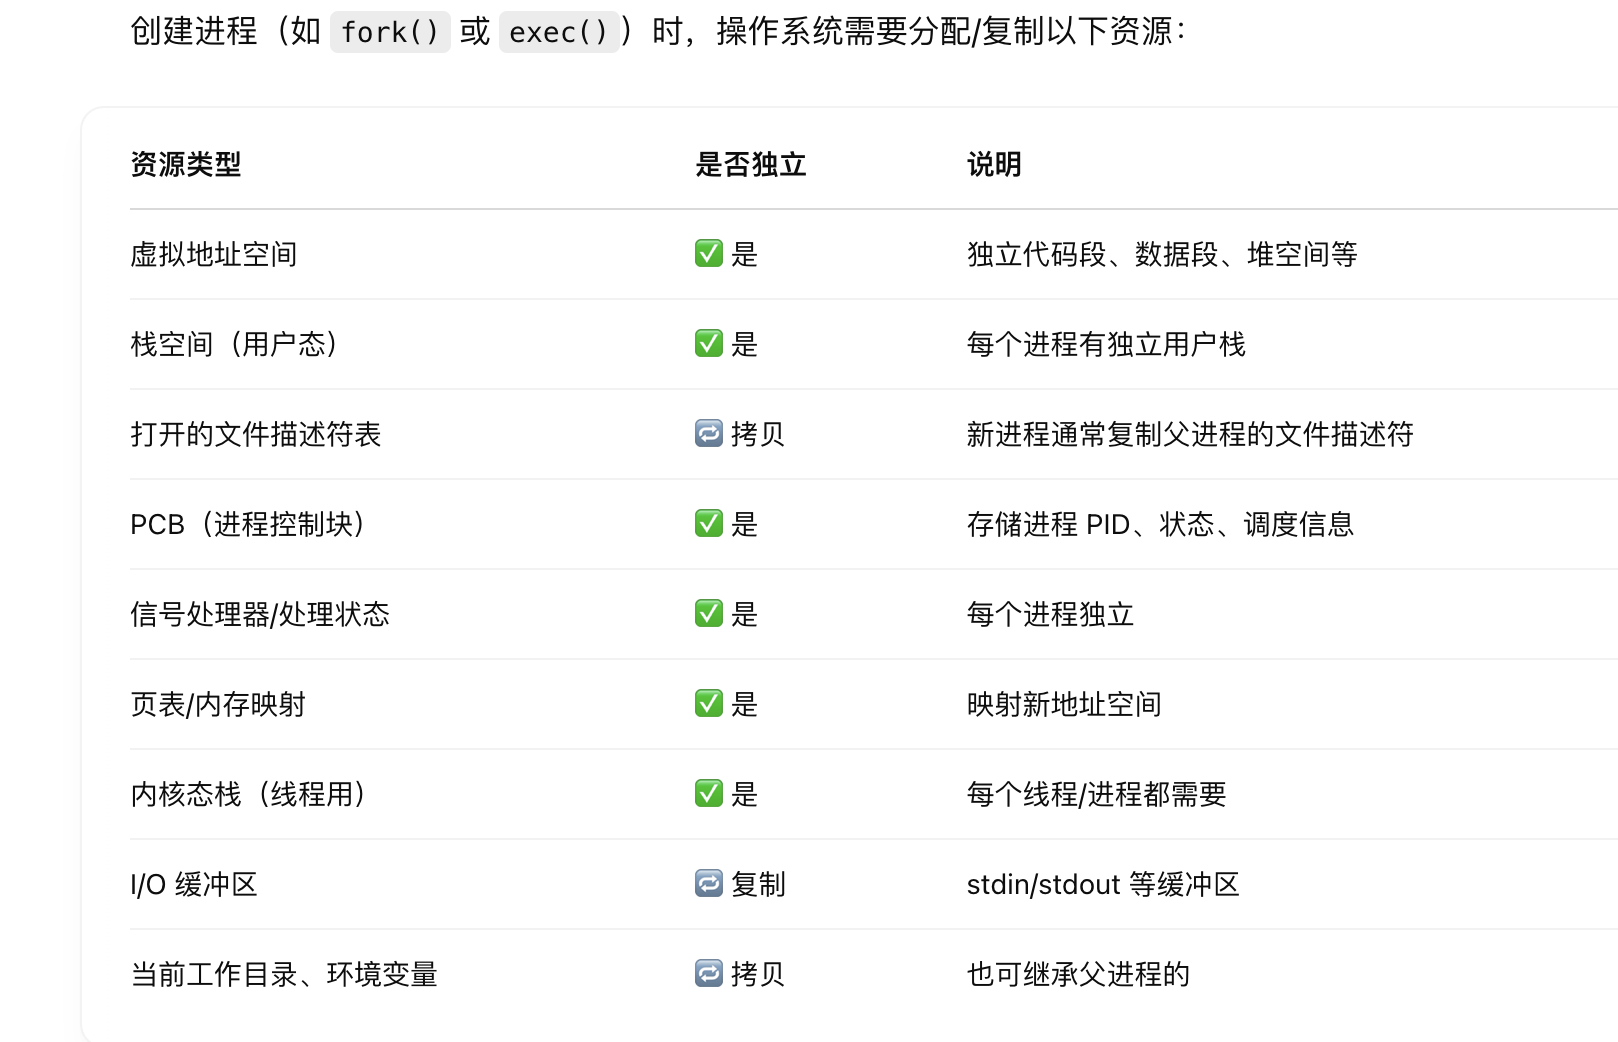 创建进程（如 fork() 或 exec()）时，操作系统需要分配/复制以下资源：
资源类型 是否独立 说明
虚拟地址空间 ✅ 是 独立代码段、数据段、堆空间等
栈空间（用户态） ✅ 是 每个进程有独立用户栈
打开的文件描述符表 🔁 拷贝 新进程通常复制父进程的文件描述符
PCB（进程控制块） ✅ 是 存储进程 PID、状态、调度信息
信号处理器/处理状态 ✅ 是 每个进程独立
页表/内存映射 ✅ 是 映射新地址空间
内核态栈（线程用） ✅ 是 每个线程/进程都需要
I/O 缓冲区 🔁 复制 stdin/stdout 等缓冲区
当前工作目录、环境变量 🔁 拷贝 也可继承父进程的